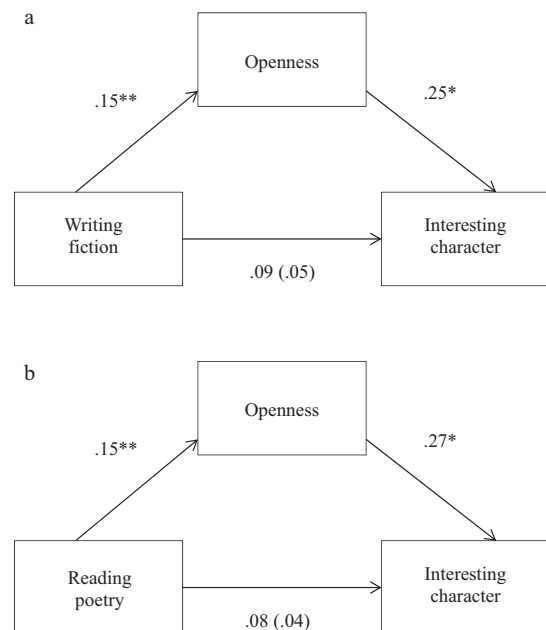 a
Openness
.15**
.25*
Writing
fiction
Interesting
character
.09 (.05)
b
Openness
.15**
.27*
Reading
poetry
Interesting
character
.08 (.04)